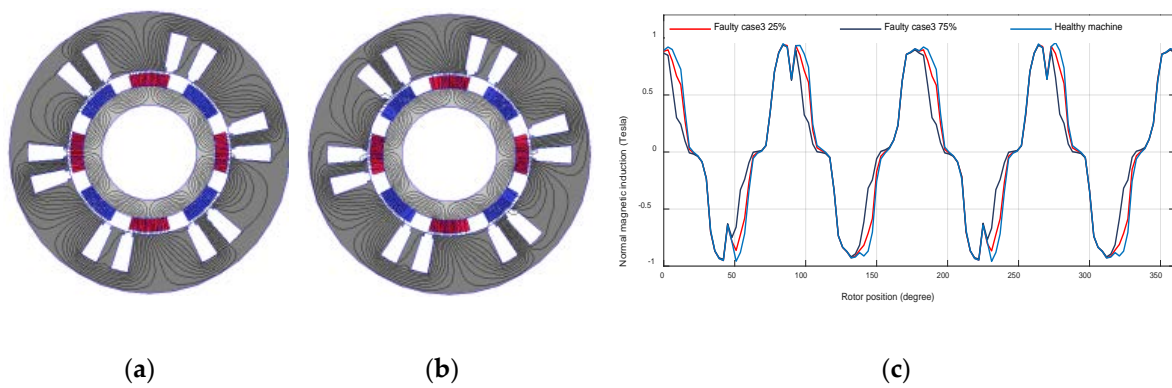 Faulty case3 25% Faulty case3 75% Healthy machine
1
0.5
0
-0.5
-1
Normal magnetic induction (Tesla)
0 50 100 150 200 250 300 350
Rotor position (degree)
(a) (b) (c)